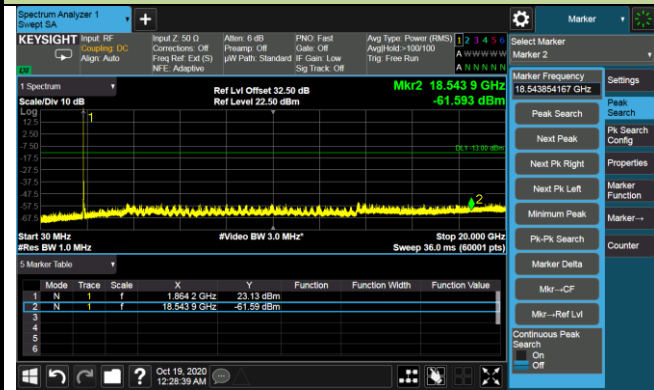 Spectrum Analyzer 1
Swept SA
+
Marker
KEYSIGHT
Input: RF
Coupling: DC
Align: Auto
Input Z: 50 Ω
Corrections: Off
Freq Ref: Ext (S)
NFE: Adaptive
Atten: 6 dB
Preamp: Off
µW Path: Standard
PNO: Fast
Gate: Off
IF Gain: Low
Sig Track: Off
Avg Type: Power (RMS)
Avg|Hold:>100/100
Trig: Free Run
1 2 3 4 5 6
A W W W W W
A N N N N N
Select Marker
Marker 2
Marker Frequency
18.543854167 GHz
Settings
Peak Search
Next Peak
Next Pk Right
Next Pk Left
Minimum Peak
Pk-Pk Search
Marker Delta
Mkr→CF
Mkr→Ref Lvl
Continuous Peak
Search
On
Off
Peak
Search
Pk Search
Config
Properties
Marker
Function
Marker→
Counter
1 Spectrum
Scale/Div 10 dB
Ref Lvl Offset 32.50 dB
Ref Level 22.50 dBm
Mkr2 18.543 9 GHz
-61.593 dBm
Log
12.5
2.50
-7.50
-17.5
-27.5
-37.5
-47.5
-57.5
-67.5
1
DL1 -13.00 dBm
2
Start 30 MHz
#Video BW 3.0 MHz*
Stop 20.000 GHz
#Res BW 1.0 MHz
Sweep 36.0 ms (60001 pts)
5 Marker Table
Mode Trace Scale X Y Function Function Width Function Value
1 N 1 f 1.864 2 GHz 23.13 dBm
2 N 1 f 18.543 9 GHz -61.59 dBm
3
4
5
6
?
Oct 19, 2020
12:28:39 AM